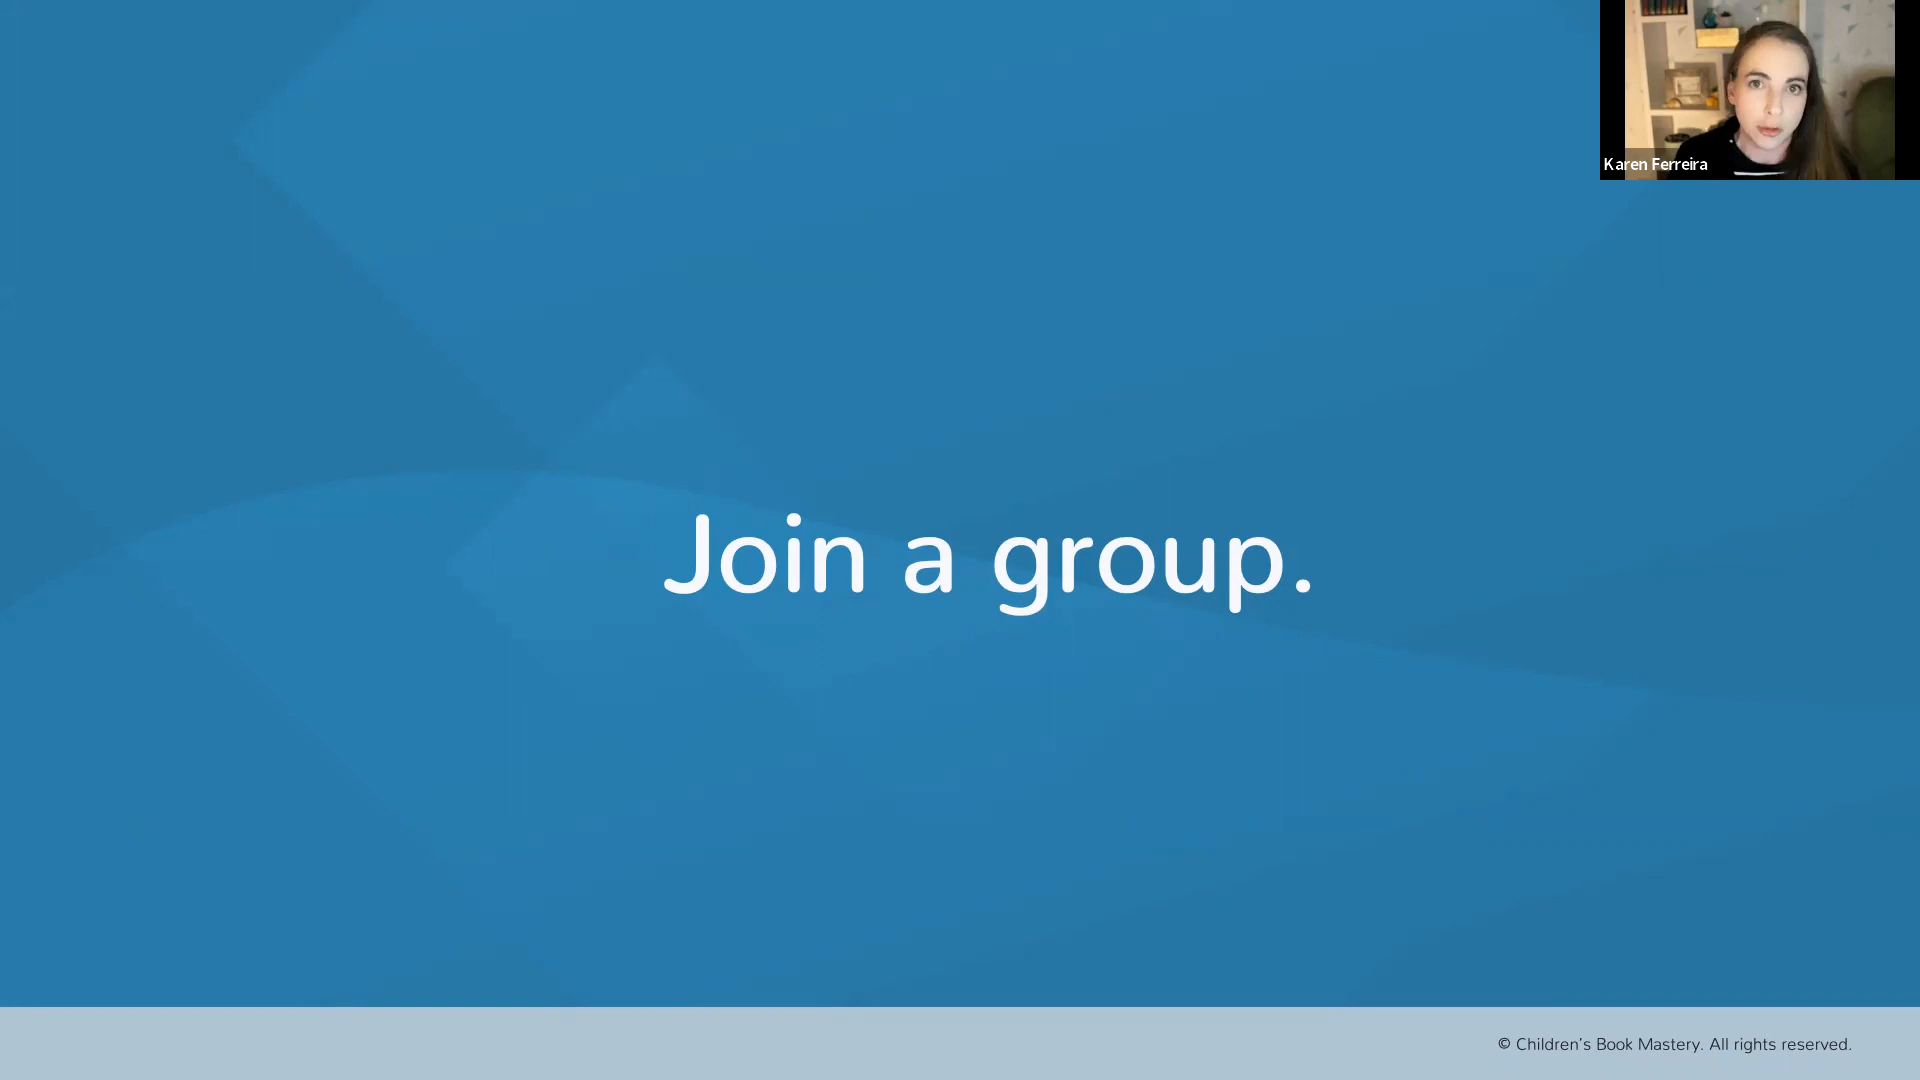 Karen Ferreira
Join a group.
© Children's Book Mastery. All rights reserved.